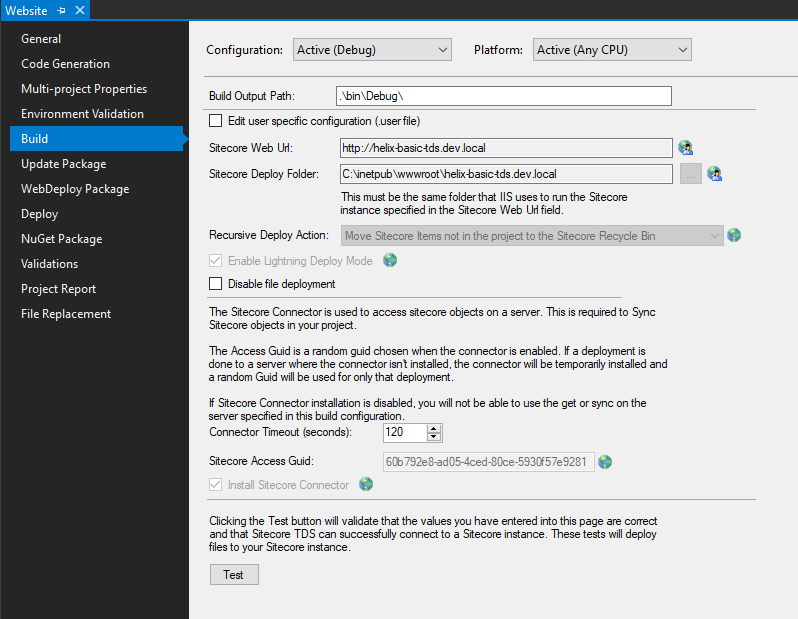 Website
General
Code Generation
Multi-project Properties
Environment Validation
Build
Update Package
WebDeploy Package
Deploy
NuGet Package
Validations
Project Report
File Replacement
Configuration: Active (Debug) Platform: Active (Any CPU)
Build Output Path: .\bin\Debug\
Edit user specific configuration (.user file)
Sitecore Web Url: http://helix-basic-tds.dev.local
Sitecore Deploy Folder: C:\inetpub\wwwroot\helix-basic-tds.dev.local ...
This must be the same folder that IIS uses to run the Sitecore
instance specified in the Sitecore Web Url field.
Recursive Deploy Action: Move Sitecore Items not in the project to the Sitecore Recycle Bin
Enable Lightning Deploy Mode
Disable file deployment
The Sitecore Connector is used to access sitecore objects on a server. This is required to Sync
Sitecore objects in your project.
The Access Guid is a random guid chosen when the connector is enabled. If a deployment is
done to a server where the connector isn't installed, the connector will be temporarily installed and
a random Guid will be used for only that deployment.
If Sitecore Connector installation is disabled, you will not be able to use the get or sync on the
server specified in this build configuration.
Connector Timeout (seconds): 120
Sitecore Access Guid: 60b792e8-ad05-4ced-80ce-5930f57e9281
Install Sitecore Connector
Clicking the Test button will validate that the values you have entered into this page are correct
and that Sitecore TDS can successfully connect to a Sitecore instance. These tests will deploy
files to your Sitecore instance.
Test